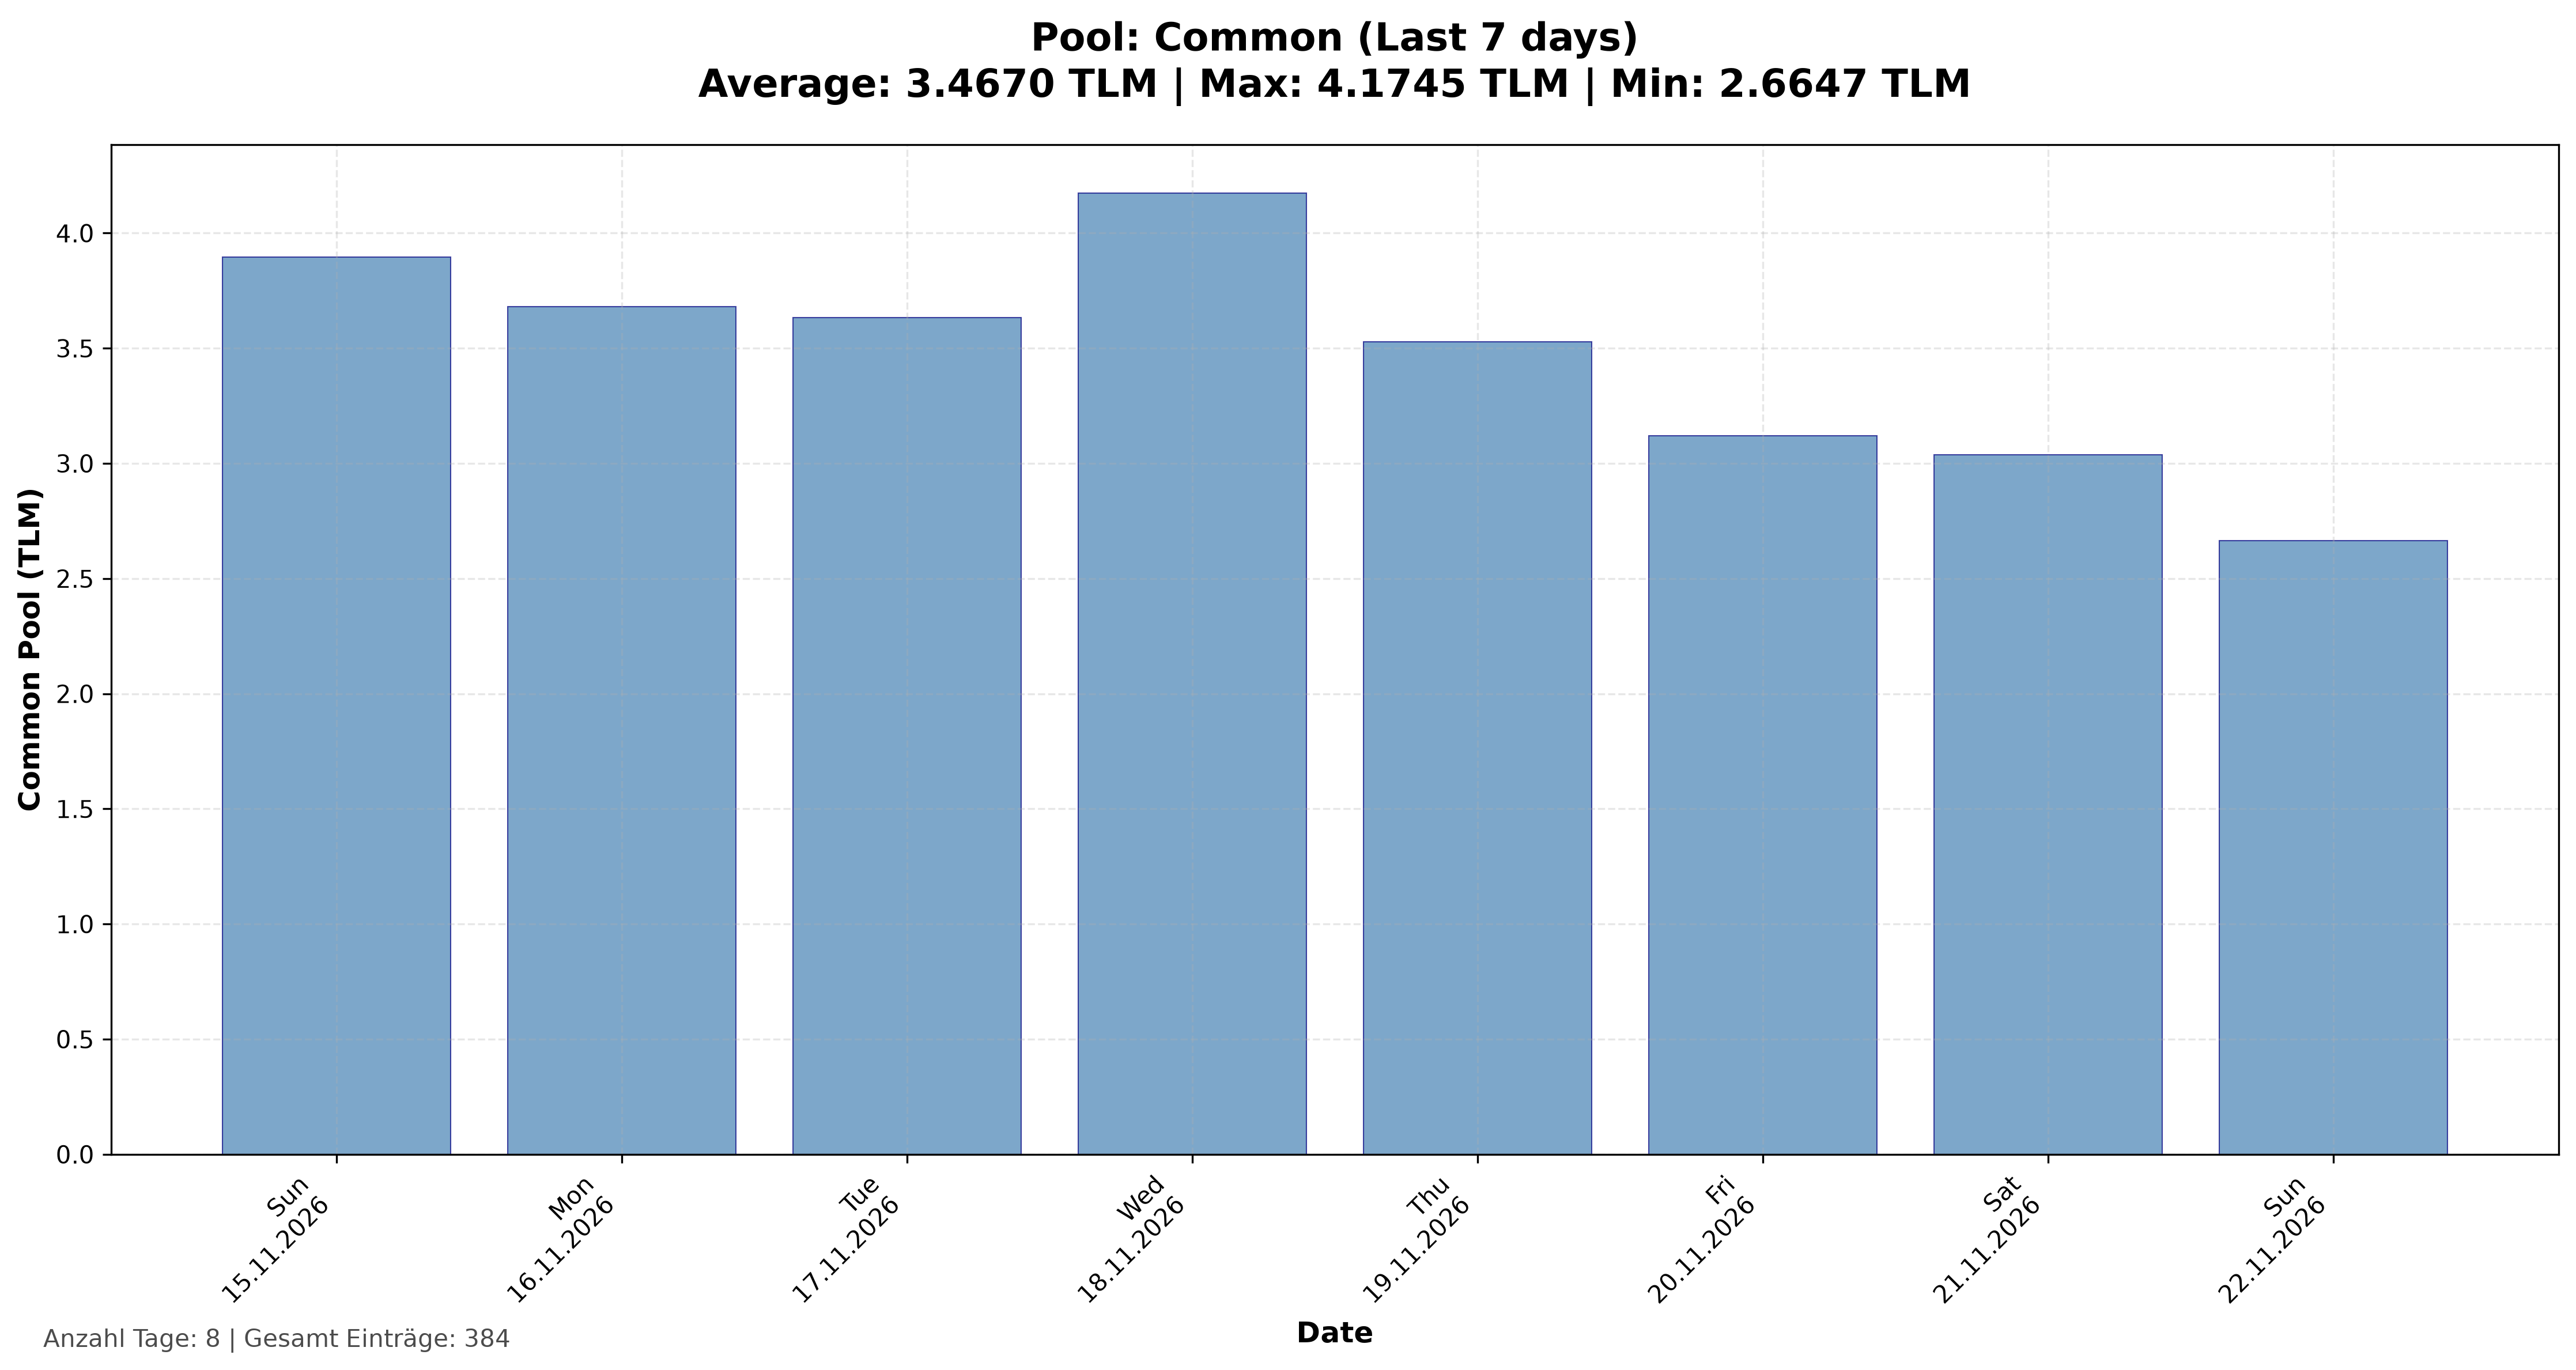 Pool: Common (Last 7 days)
Average: 3.4670 TLM | Max: 4.1745 TLM | Min: 2.6647 TLM
Common Pool (TLM)
4.0
3.5
3.0
2.5
2.0
1.5
1.0
0.5
0.0
Sun
15.11.2026
Mon
16.11.2026
Tue
17.11.2026
Wed
18.11.2026
Thu
19.11.2026
Fri
20.11.2026
Sat
21.11.2026
Sun
22.11.2026
Date
Anzahl Tage: 8 | Gesamt Einträge: 384